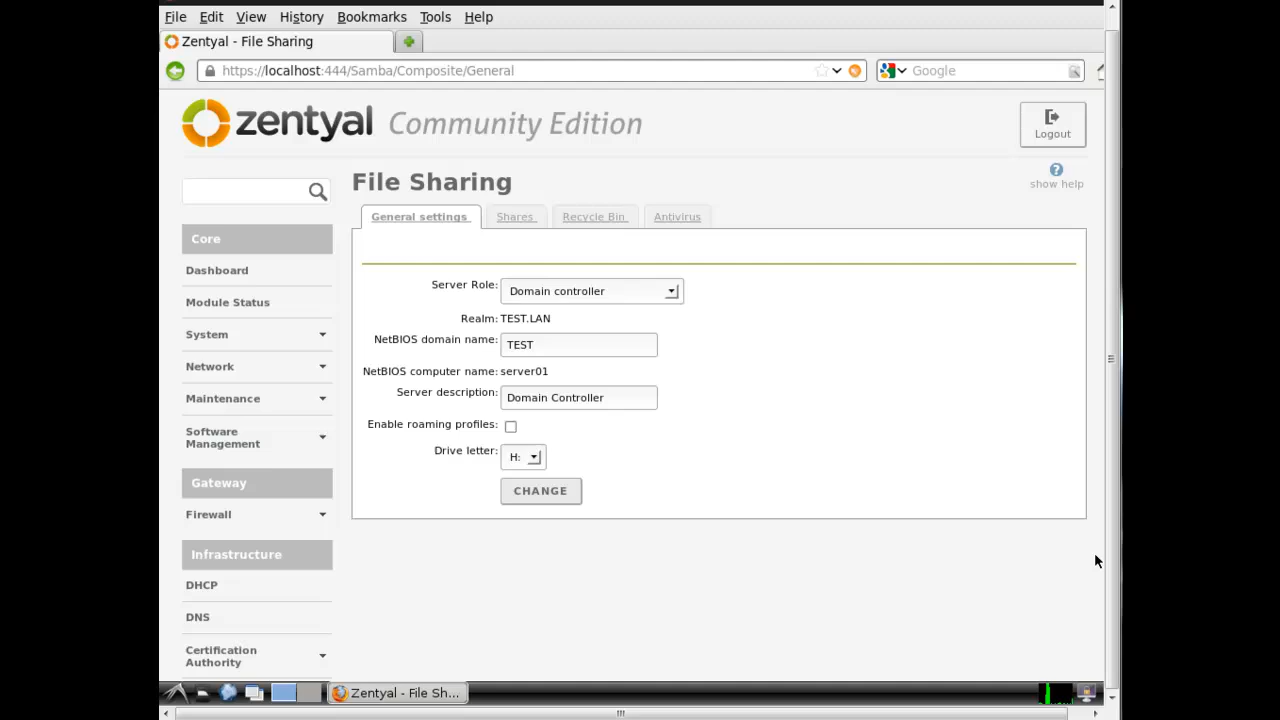 File Edit View History Bookmarks Tools Help
Zentyal - File Sharing
https://localhost:444/Samba/Composite/General
Google
zentyal Community Edition
Logout
show help
File Sharing
General settings Shares Recycle Bin Antivirus
Core
Dashboard
Module Status
System
Network
Maintenance
Software
Management
Gateway
Firewall
Infrastructure
DHCP
DNS
Certification
Authority
Server Role: Domain controller
Realm: TEST.LAN
NetBIOS domain name: TEST
NetBIOS computer name: server01
Server description: Domain Controller
Enable roaming profiles:
Drive letter: H:
CHANGE
Zentyal - File Sh...